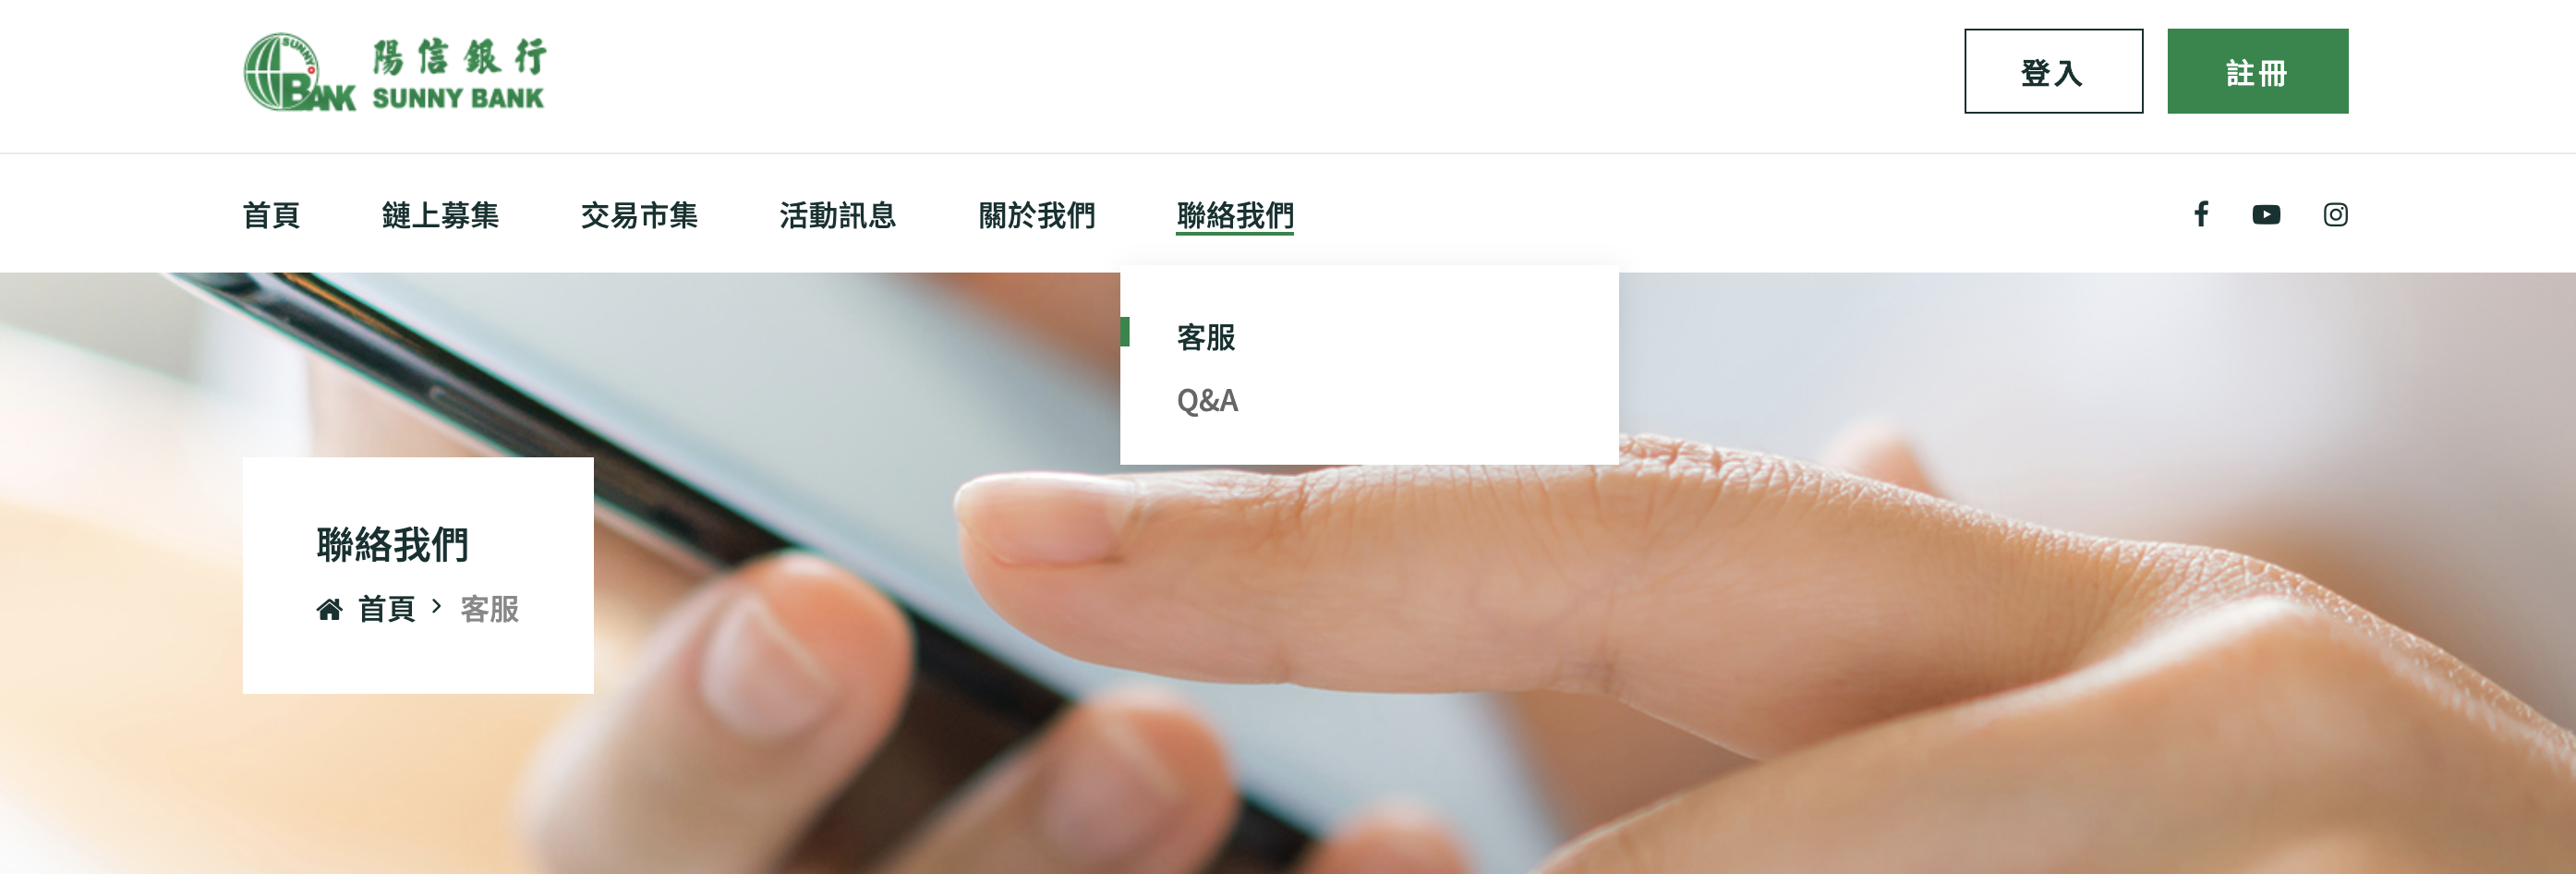 SUNNY BANK
陽信銀行
SUNNY BANK
登入
註冊
首頁
鏈上募集
交易市集
活動訊息
關於我們
聯絡我們
客服
Q&A
聯絡我們
首頁 > 客服